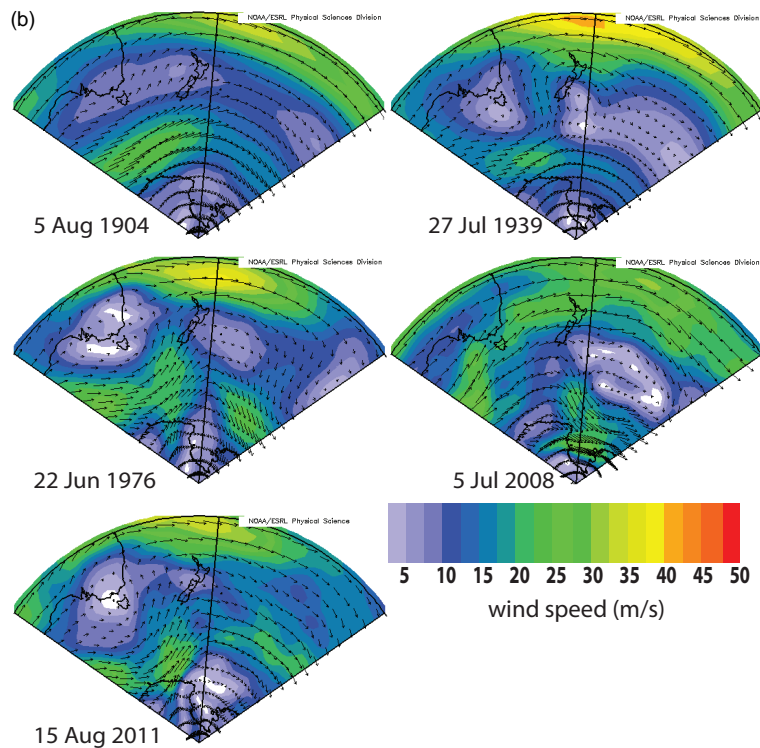 (b)
NOAA/ESRL Physical Sciences Division
5 Aug 1904
NOAA/ESRL Physical Sciences Division
27 Jul 1939
NOAA/ESRL Physical Sciences Division
22 Jun 1976
NOAA/ESRL Physical Sciences Division
5 Jul 2008
NOAA/ESRL Physical Science
15 Aug 2011
5 10 15 20 25 30 35 40 45 50
wind speed (m/s)